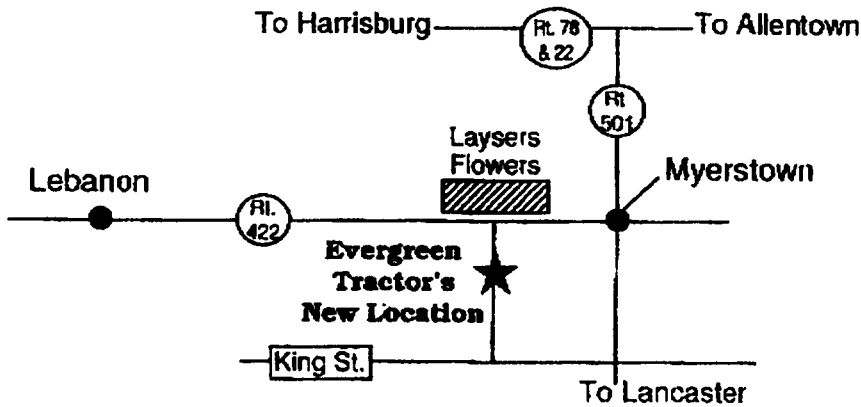 To Harrisburg
Rt. 78
& 22
To Allentown
Rt
501
Laysers
Flowers
Lebanon
Myerstown
Rt.
422
Evergreen
Tractor's
New Location
King St.
To Lancaster